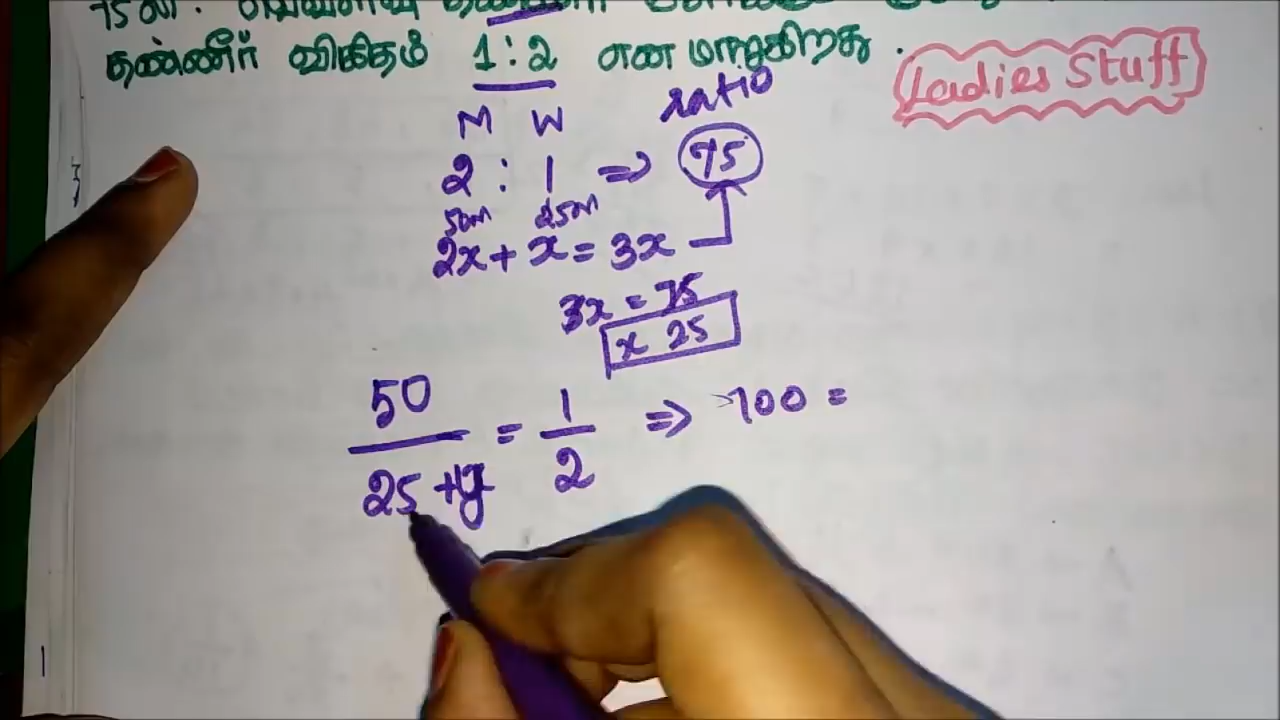 தண்ணீர் விகிதம் 1:2 என மாறுகிறது.
Ladies Stuff
ratio
M W
2 : 1 ⇒ 75
50ml 25ml
2x + x = 3x
3x = 75
x 25
50/25+y = 1/2 ⇒ 100 =